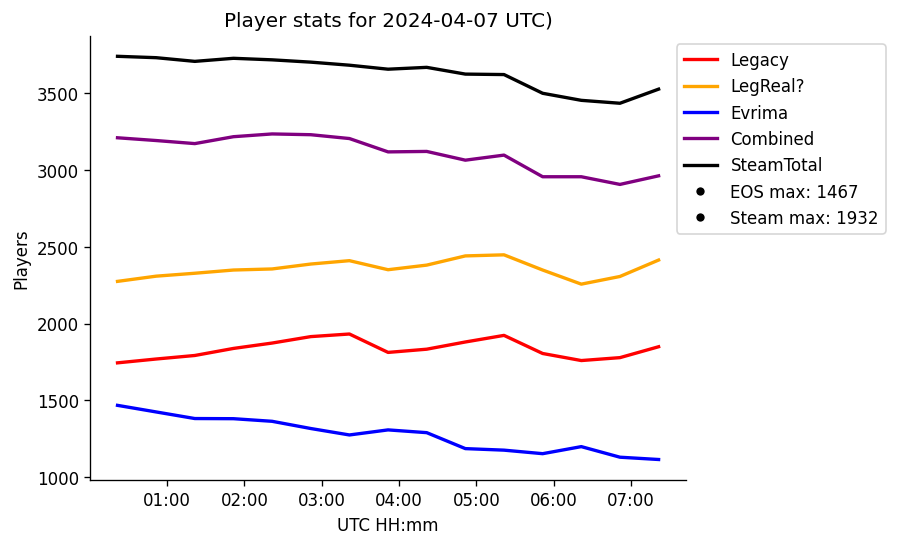 Player stats for 2024-04-07 UTC)
Legacy
LegReal?
Evrima
Combined
SteamTotal
EOS max: 1467
Steam max: 1932
Players
3500
3000
2500
2000
1500
1000
01:00 02:00 03:00 04:00 05:00 06:00 07:00
UTC HH:mm